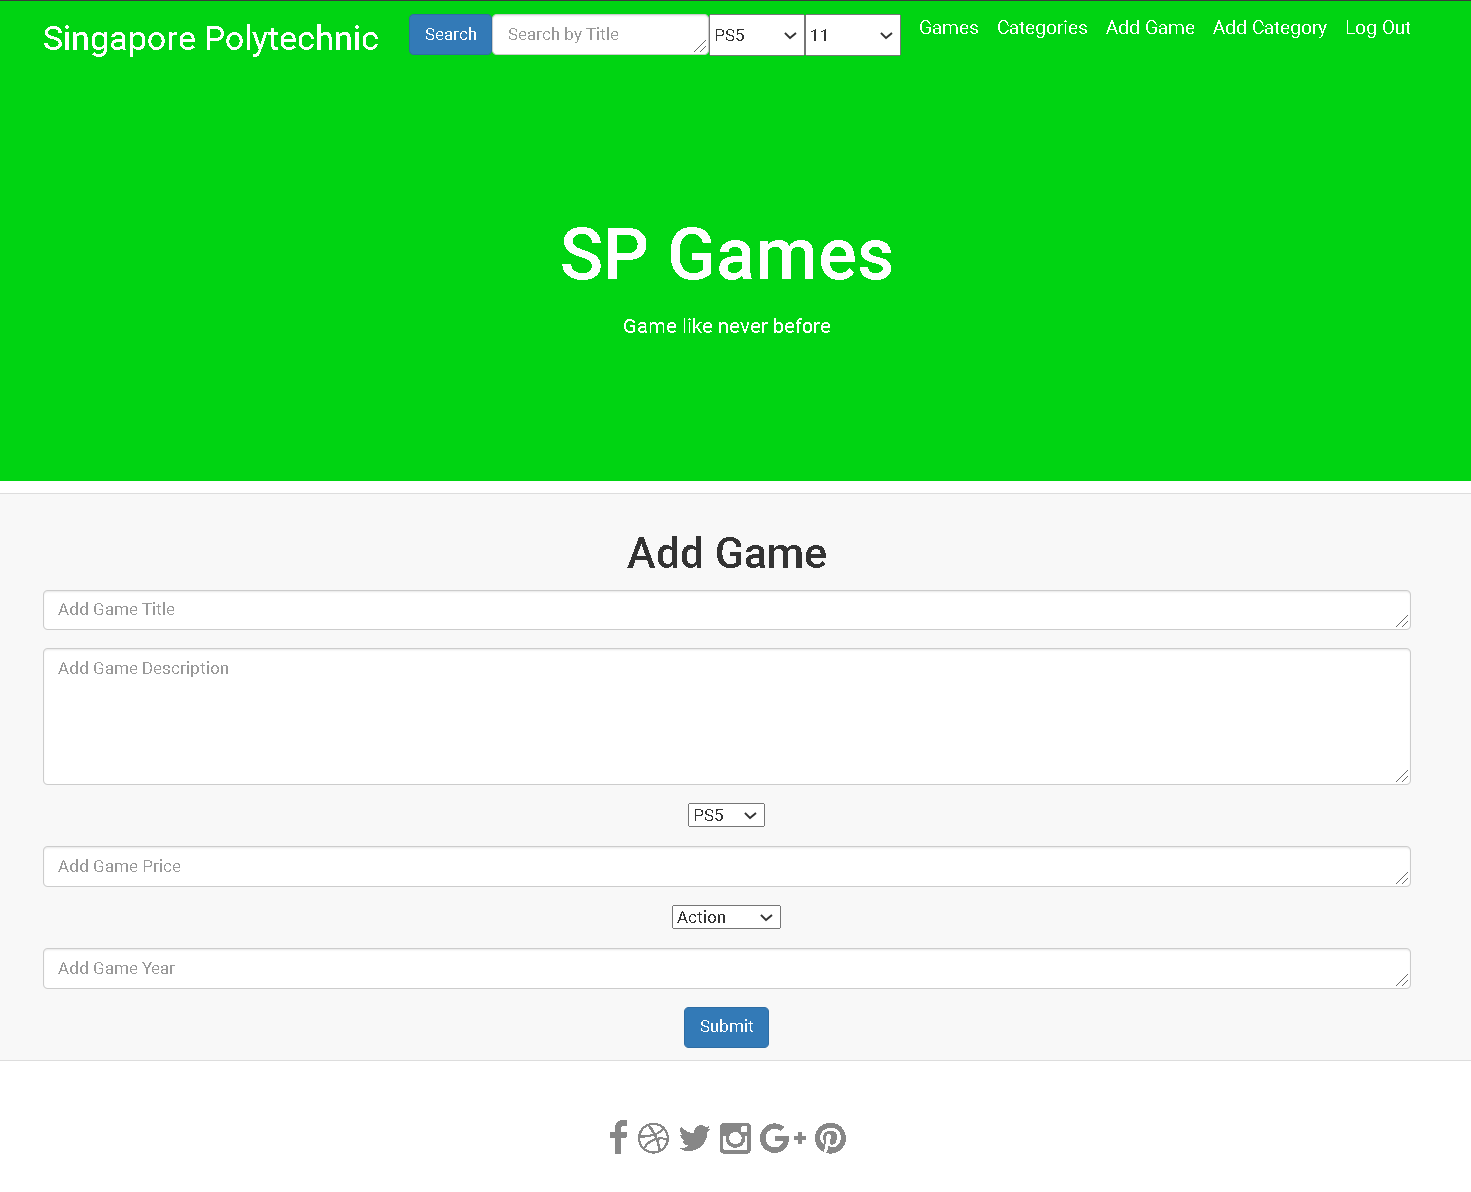 Singapore Polytechnic Search Search by Title PS5 11 Games Categories Add Game Add Category Log Out
SP Games
Game like never before
Add Game
Add Game Title
Add Game Description
PS5
Add Game Price
Action
Add Game Year
Submit